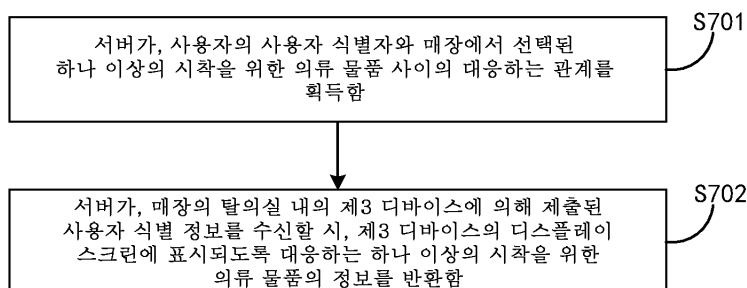 서버가, 사용자의 사용자 식별자와 매장에서 선택된
하나 이상의 시착을 위한 의류 물품 사이의 대응하는 관계를
획득함
S701
서버가, 매장의 탈의실 내의 제3 디바이스에 의해 제출된
사용자 식별 정보를 수신할 시, 제3 디바이스의 디스플레이
스크린에 표시되도록 대응하는 하나 이상의 시착을 위한
의류 물품의 정보를 반환함
S702